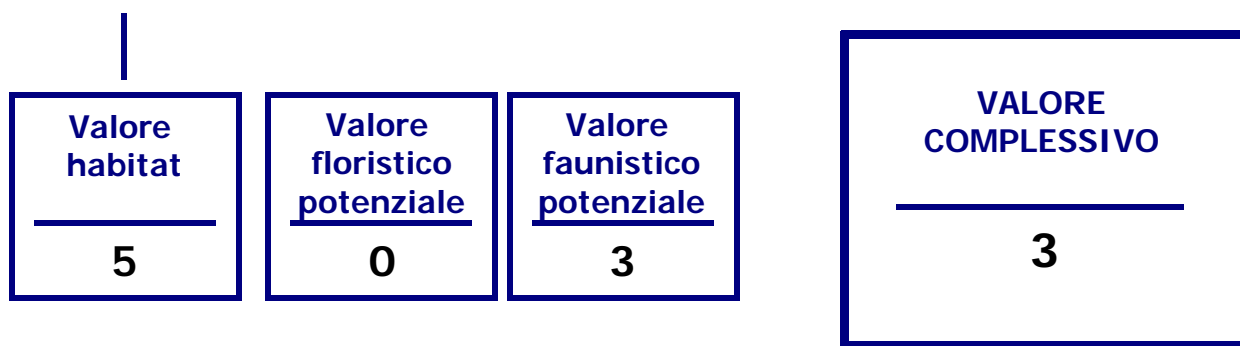 Valore
habitat
5
Valore
floristico
potenziale
0
Valore
faunistico
potenziale
3
VALORE
COMPLESSIVO
3